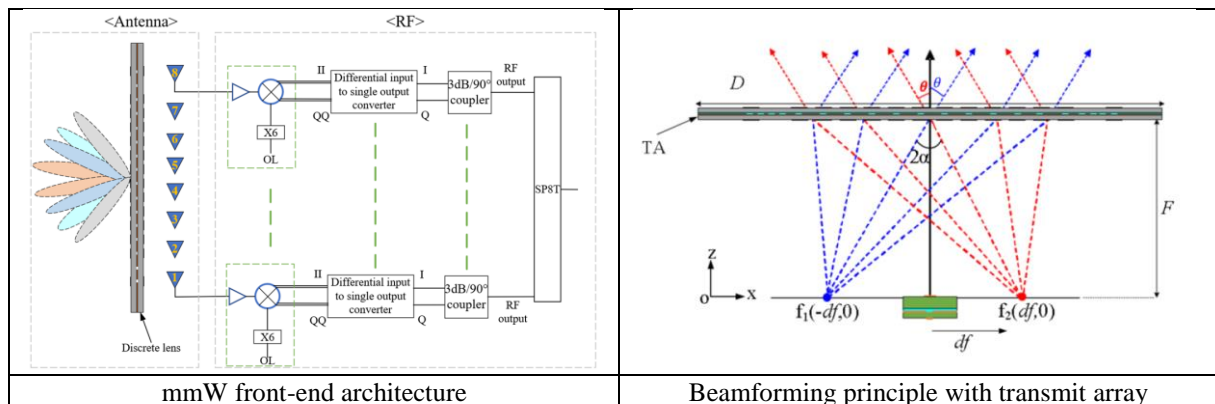 <Antenna>
<RF>
8
7
6
5
4
3
2
1
Discrete lens
II
QQ
X6
OL
Differential input
to single output
converter
I
Q
3dB/90°
coupler
RF
output
SP8T
II
QQ
X6
OL
Differential input
to single output
converter
I
Q
3dB/90°
coupler
RF
output
mmW front-end architecture
D
θ
θ
TA
2α
F
z
o
x
f₁(-df,0)
f₂(df,0)
df
Beamforming principle with transmit array